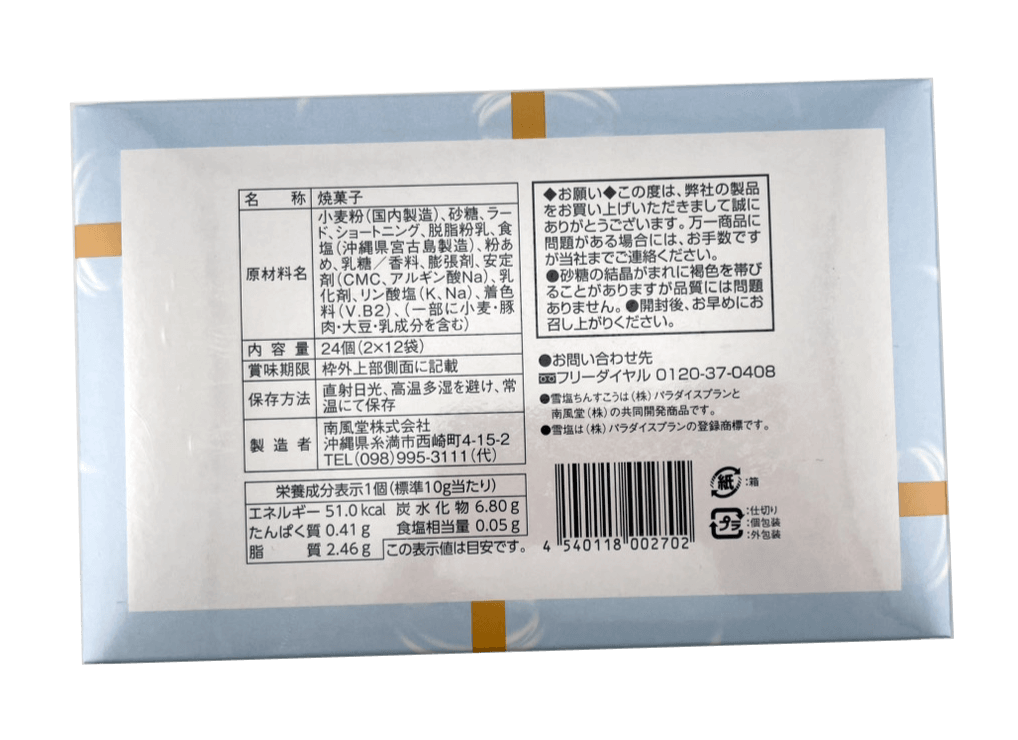 名称 焼菓子
原材料名 小麦粉(国内製造)、砂糖、ラー
ド、ショートニング、脱脂粉乳、食
塩(沖縄県宮古島製造)、粉あ
め、乳糖／香料、膨張剤、安定
剤(CMC、アルギン酸Na)、乳
化剤、リン酸塩(K、Na)、着色
料(V.B2)、(一部に小麦・豚
肉・大豆・乳成分を含む)
内容量 24個(2×12袋)
賞味期限 枠外上部側面に記載
保存方法 直射日光、高温多湿を避け、常
温にて保存
製造者 南風堂株式会社
沖縄県糸満市西崎町4-15-2
TEL(098)995-3111(代)
栄養成分表示1個(標準10g当たり)
エネルギー 51.0kcal 炭水化物 6.80g
たんぱく質 0.41g 食塩相当量 0.05g
脂質 2.46g この表示値は目安です。
◆お願い◆この度は、弊社の製品
をお買い上げいただきまして誠に
ありがとうございます。万一商品に
問題がある場合には、お手数です
が当社までご連絡ください。
●砂糖の結晶がまれに褐色を帯び
ることがありますが品質には問題
ありません。●開封後、お早めにお
召し上がりください。
●お問い合わせ先
フリーダイヤル 0120-37-0408
●雪塩ちんすこうは(株)パラダイスプランと
南風堂(株)の共同開発商品です。
●雪塩は(株)パラダイスプランの登録商標です。
4 540118 002702
紙:箱
プラ:仕切り
:個包装
:外包装